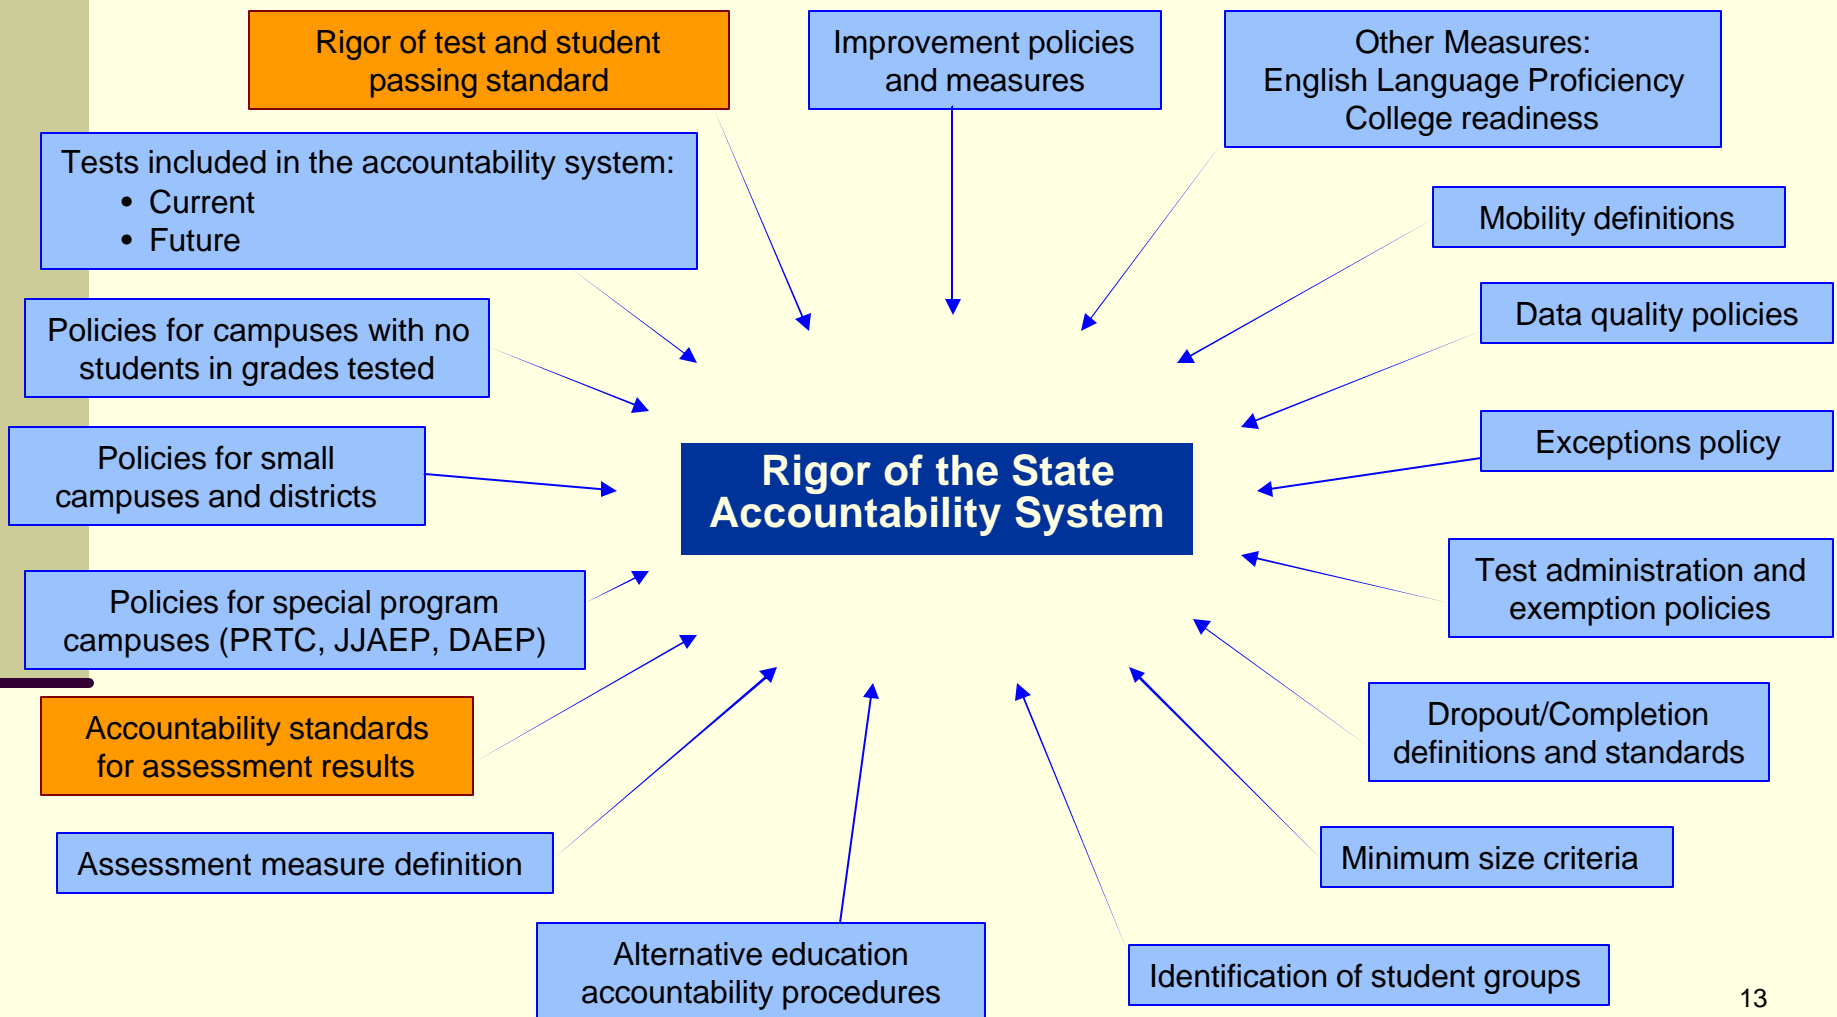 Rigor of test and student
passing standard
Improvement policies
and measures
Other Measures:
English Language Proficiency
College readiness
Tests included in the accountability system:
• Current
• Future
Mobility definitions
Policies for campuses with no
students in grades tested
Data quality policies
Policies for small
campuses and districts
Exceptions policy
Rigor of the State
Accountability System
Policies for special program
campuses (PRTC, JJAEP, DAEP)
Test administration and
exemption policies
Accountability standards
for assessment results
Dropout/Completion
definitions and standards
Assessment measure definition
Minimum size criteria
Alternative education
accountability procedures
Identification of student groups
13